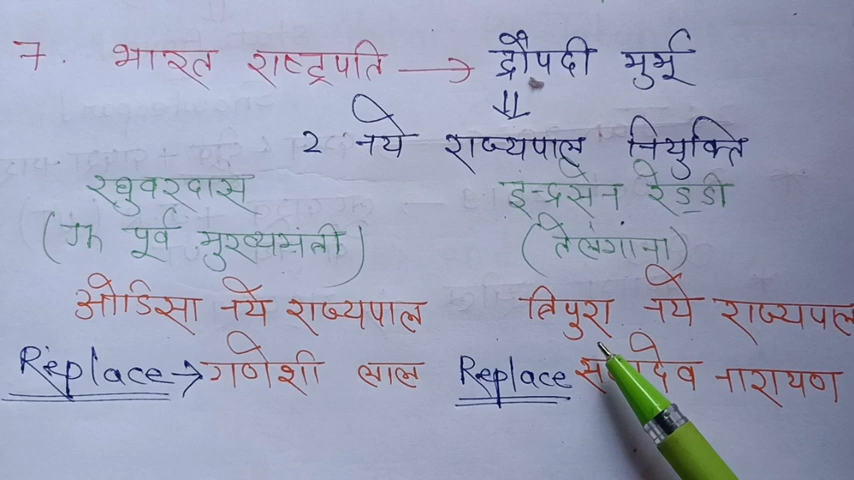 7. भारत राष्ट्रपति → द्रौपदी मुर्मू
⇓
2 नये राज्यपाल नियुक्ति
रघुवरदास इन्द्रसेन रेड्डी
(Jh पूर्व मुख्यमंत्री) (तेलंगाना)
ओडिसा नये राज्यपाल त्रिपुरा नये राज्यपाल
Replace → गणेशी लाल Replace नारायण